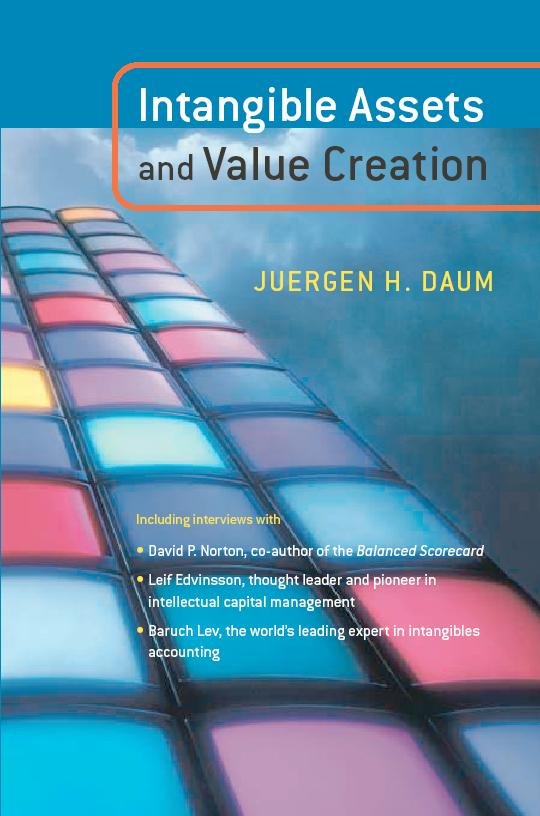 Intangible Assets
and Value Creation
JUERGEN H. DAUM
Including interviews with
• David P. Norton, co-author of the Balanced Scorecard
• Leif Edvinsson, thought leader and pioneer in
intellectual capital management
• Baruch Lev, the world's leading expert in intangibles
accounting